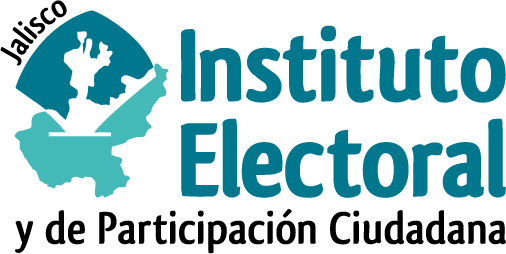 Jalisco
Instituto
Electoral
y de Participación Ciudadana